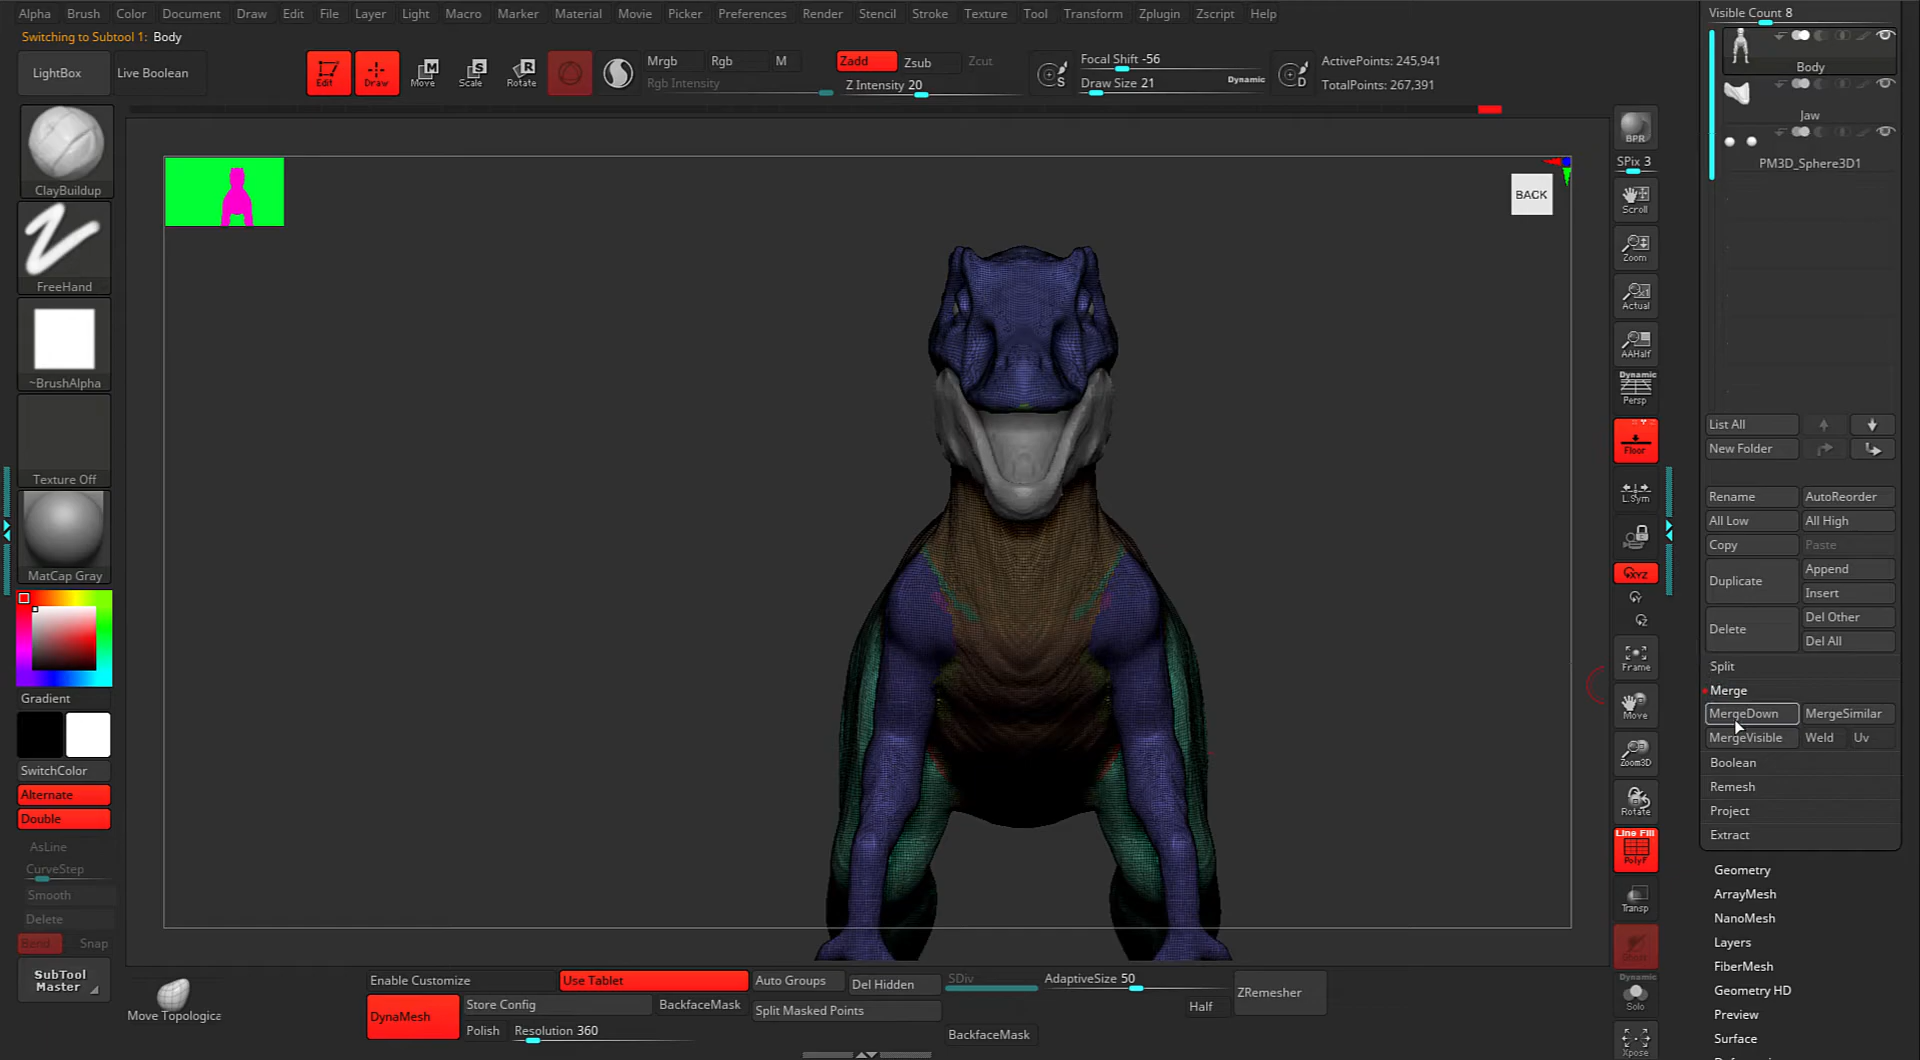 Alpha Brush Color Document Draw Edit File Layer Light Macro Marker Material Movie Picker Preferences Render Stencil Stroke Texture Tool Transform Zplugin Zscript Help
Switching to Subtool 1: Body
LightBox
Live Boolean
Edit
Draw
Move
Scale
Rotate
Mrgb Rgb M
Rgb Intensity
Zadd Zsub Zcut
Z Intensity 20
Focal Shift -56
Draw Size 21 Dynamic
ActivePoints: 245,941
TotalPoints: 267,391
ClayBuildup
FreeHand
~BrushAlpha
Texture Off
MatCap Gray
Gradient
SwitchColor
Alternate
Double
AsLine
CurveStep
Smooth
Delete
Bend Snap
SubTool
Master
Move Topologica
BACK
BPR
SPix 3
Scroll
Zoom
Actual
AAHalf
Dynamic
Persp
Floor
L.Sym
XYZ
Frame
Move
Zoom3D
Rotate
Line Fill
PolyF
Transp
Dynamic
Solo
Xpose
Visible Count 8
Body
Jaw
PM3D_Sphere3D1
List All
New Folder
Rename AutoReorder
All Low All High
Copy Paste
Duplicate Append
Insert
Delete Del Other
Del All
Split
Merge
MergeDown MergeSimilar
MergeVisible Weld Uv
Boolean
Remesh
Project
Extract
Geometry
ArrayMesh
NanoMesh
Layers
FiberMesh
Geometry HD
Preview
Surface
Enable Customize Use Tablet Auto Groups Del Hidden SDiv AdaptiveSize 50
DynaMesh Store Config BackfaceMask Split Masked Points Half ZRemesher
Polish Resolution 360 BackfaceMask